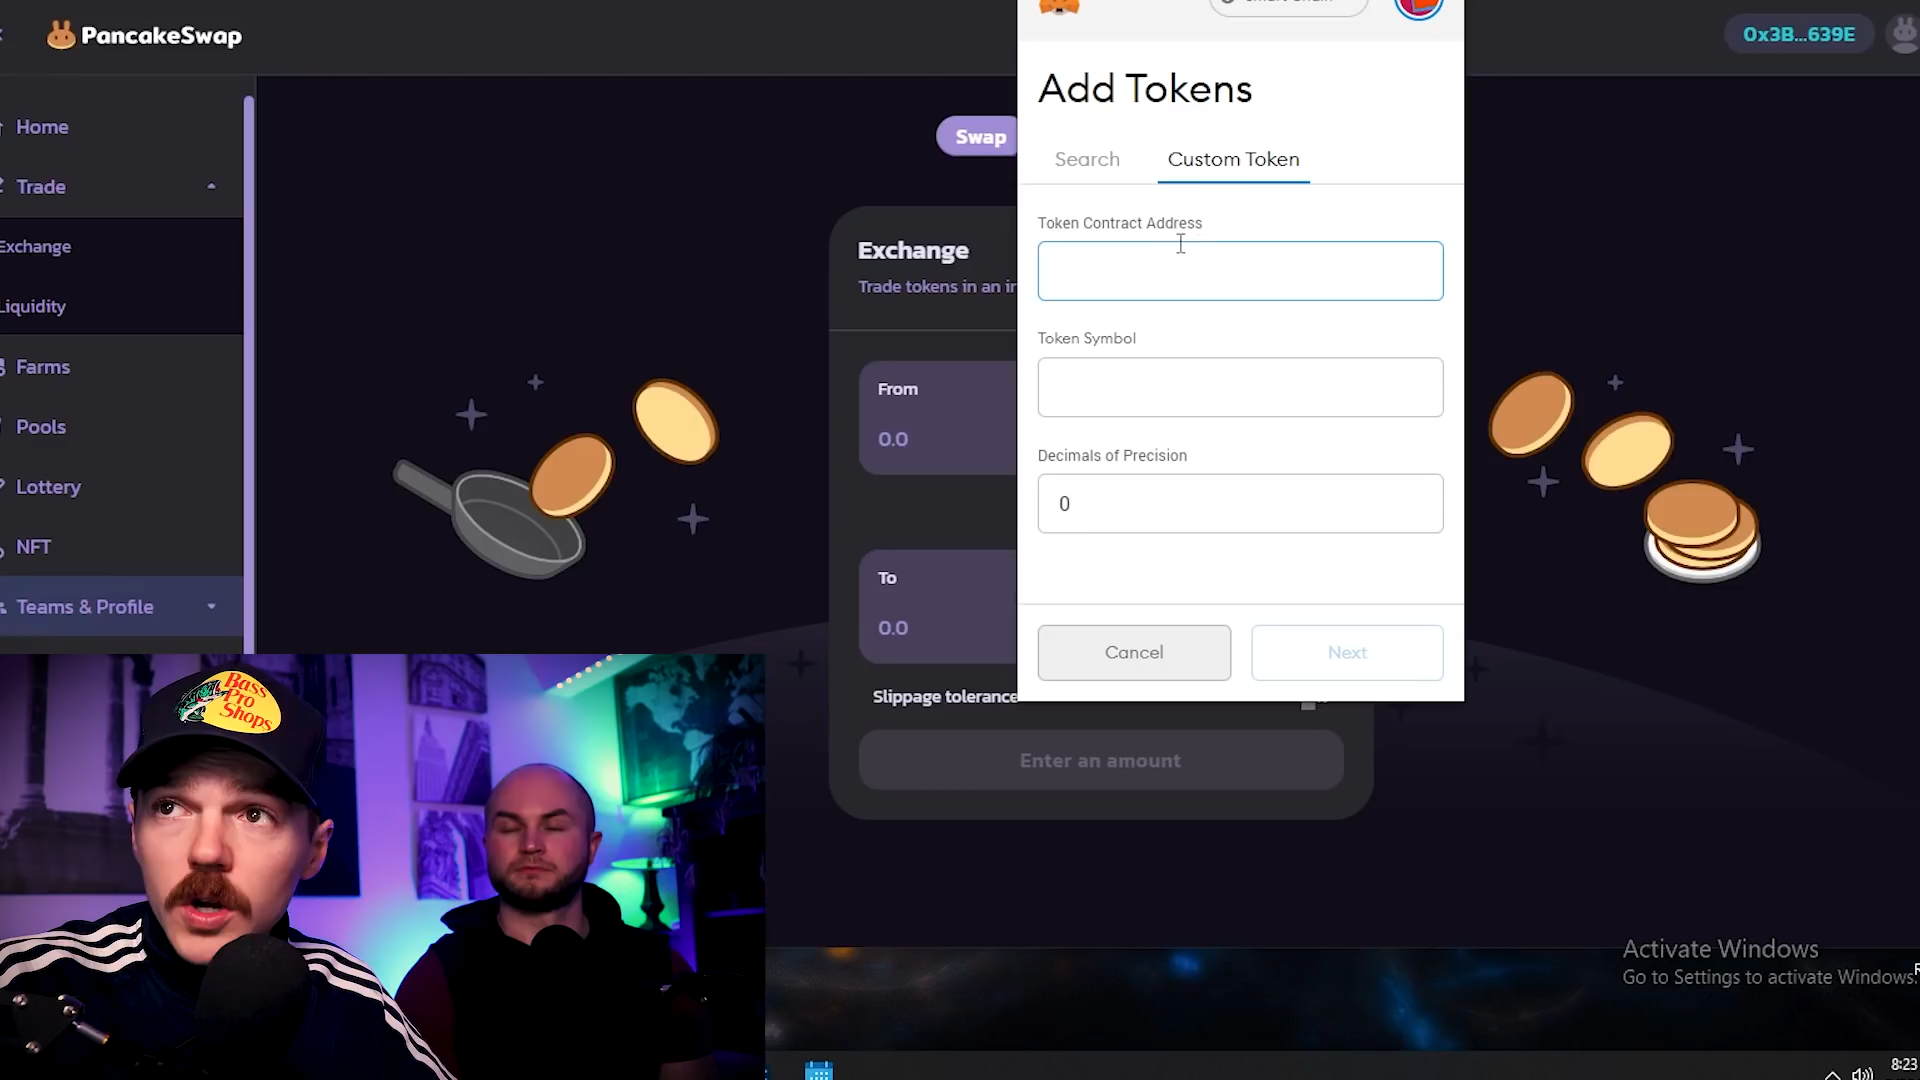 PancakeSwap
Smart Chain
0x3B...639E
Home
Trade
Exchange
Liquidity
Farms
Pools
Lottery
NFT
Teams & Profile
Swap
Exchange
Trade tokens in an in
From
0.0
To
0.0
Slippage tolerance
Enter an amount
Add Tokens
Search
Custom Token
Token Contract Address
Token Symbol
Decimals of Precision
0
Cancel
Next
Bass
Pro
Shops
Activate Windows
Go to Settings to activate Windows.
8:23